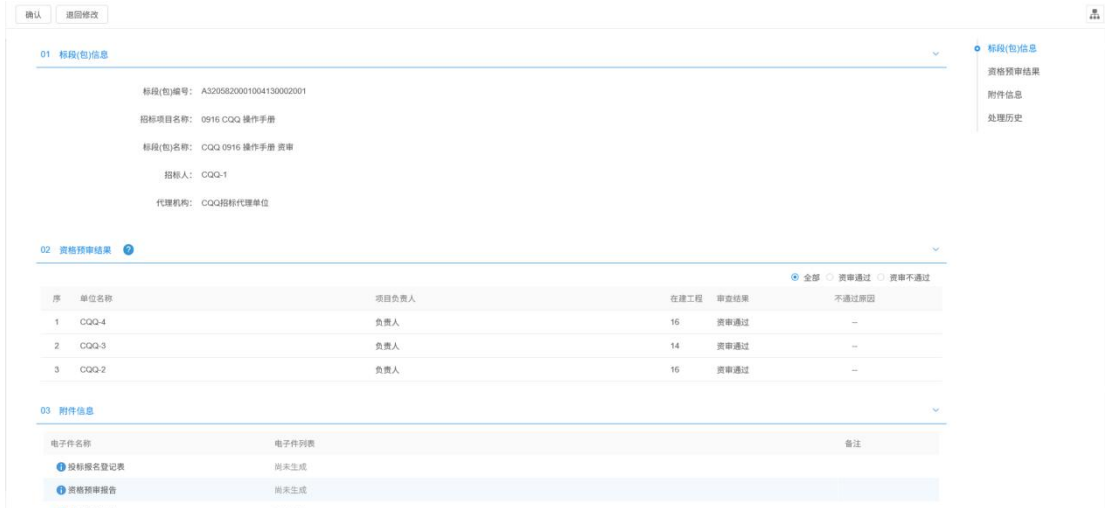 确认 退回修改
01 标段(包)信息
标段(包)编号： A3205820001004130002001
招标项目名称： 0916 CQQ 操作手册
标段(包)名称： CQQ 0916 操作手册 资审
招标人： CQQ-1
代理机构： CQQ招标代理单位
02 资格预审结果 ?
全部 资审通过 资审不通过
序 单位名称 项目负责人 在建工程 审查结果 不通过原因
1 CQQ-4 负责人 16 资审通过 --
2 CQQ-3 负责人 14 资审通过 --
3 CQQ-2 负责人 16 资审通过 --
03 附件信息
电子件名称 电子件列表 备注
投标报名登记表 尚未生成
资格预审报告 尚未生成
标段(包)信息
资格预审结果
附件信息
处理历史